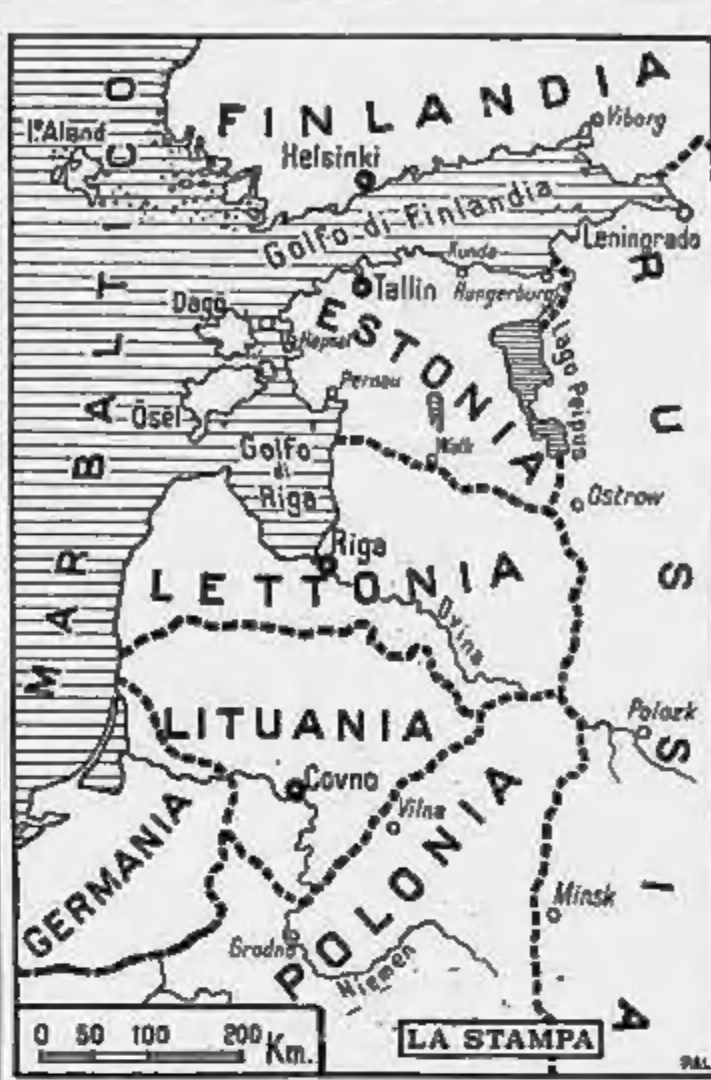 FINLANDIA
Viborg
Iᵉ Aland
Helsinki
Golfo di Finlandia
Leningrado
MAR BALTICO
Kunda
Tallin
Hungerburg
Dagö
Hapsal
ESTONIA
lago Peipus
RUSSIA
Pernau
Ösel
Golfo
di
Riga
Walk
Ostrow
Riga
LETTONIA
Dvina
LITUANIA
Polozk
Covno
Vilna
GERMANIA
POLONIA
Minsk
Grodno
Niemen
0 50 100 200 Km.
LA STAMPA